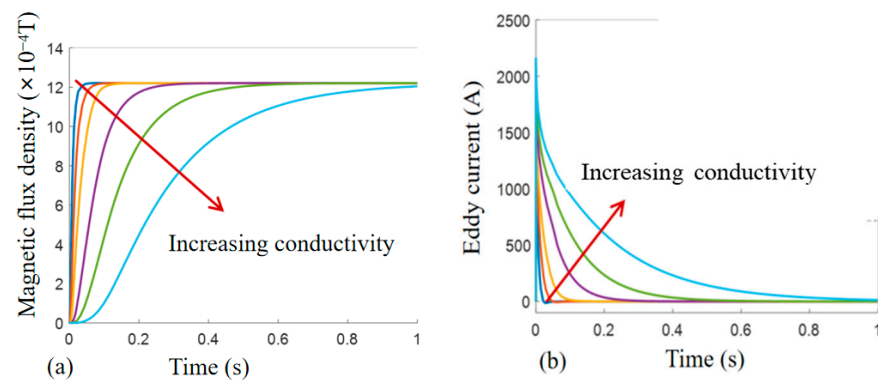 14
12
10
8
6
4
2
0
Magnetic flux density (×10⁻⁴T)
Increasing conductivity
0 0.2 0.4 0.6 0.8 1
(a) Time (s)
2500
2000
1500
1000
500
0
Eddy current (A)
Increasing conductivity
0 0.2 0.4 0.6 0.8 1
(b) Time (s)